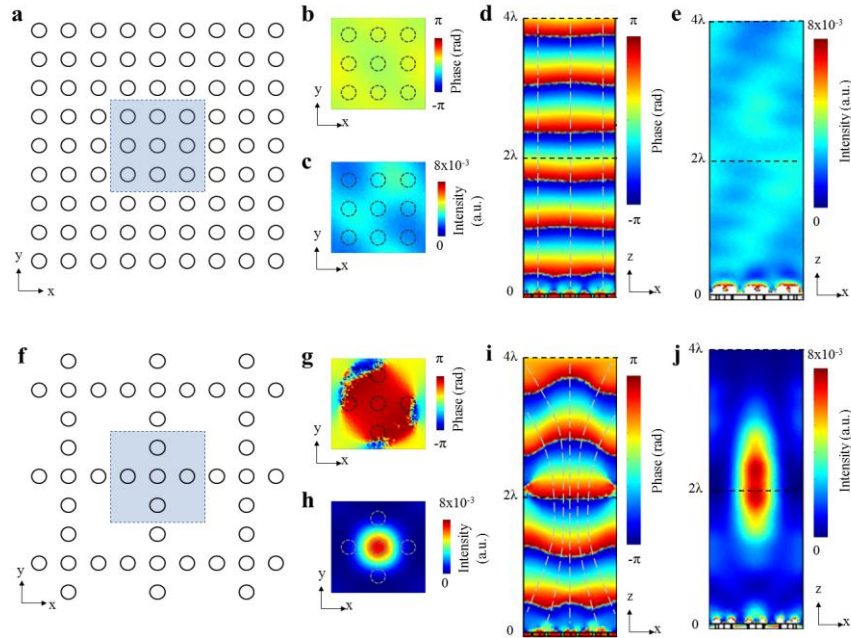 a
y
x
b
y
x
π
Phase (rad)
-π
c
y
x
8x10⁻³
Intensity
(a.u.)
0
d
4λ
2λ
0
π
Phase (rad)
-π
z
x
e
4λ
2λ
0
8x10⁻³
Intensity (a.u.)
0
z
x
f
y
x
g
y
x
π
Phase (rad)
-π
h
y
x
8x10⁻³
Intensity
(a.u.)
0
i
4λ
2λ
0
π
Phase (rad)
-π
z
x
j
4λ
2λ
0
8x10⁻³
Intensity (a.u.)
0
z
x